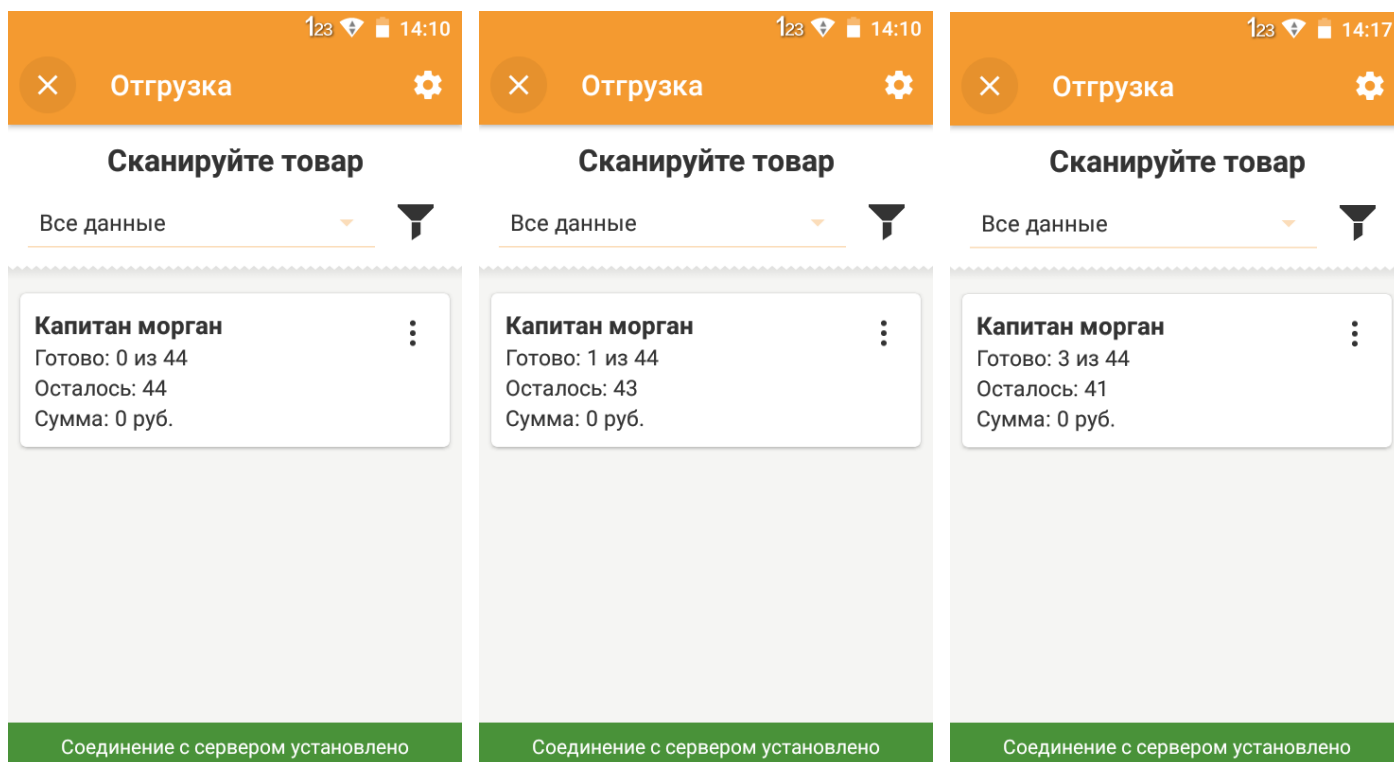 123 14:10
Отгрузка
Сканируйте товар
Все данные
Капитан морган
Готово: 0 из 44
Осталось: 44
Сумма: 0 руб.
Соединение с сервером установлено
123 14:10
Отгрузка
Сканируйте товар
Все данные
Капитан морган
Готово: 1 из 44
Осталось: 43
Сумма: 0 руб.
Соединение с сервером установлено
123 14:17
Отгрузка
Сканируйте товар
Все данные
Капитан морган
Готово: 3 из 44
Осталось: 41
Сумма: 0 руб.
Соединение с сервером установлено